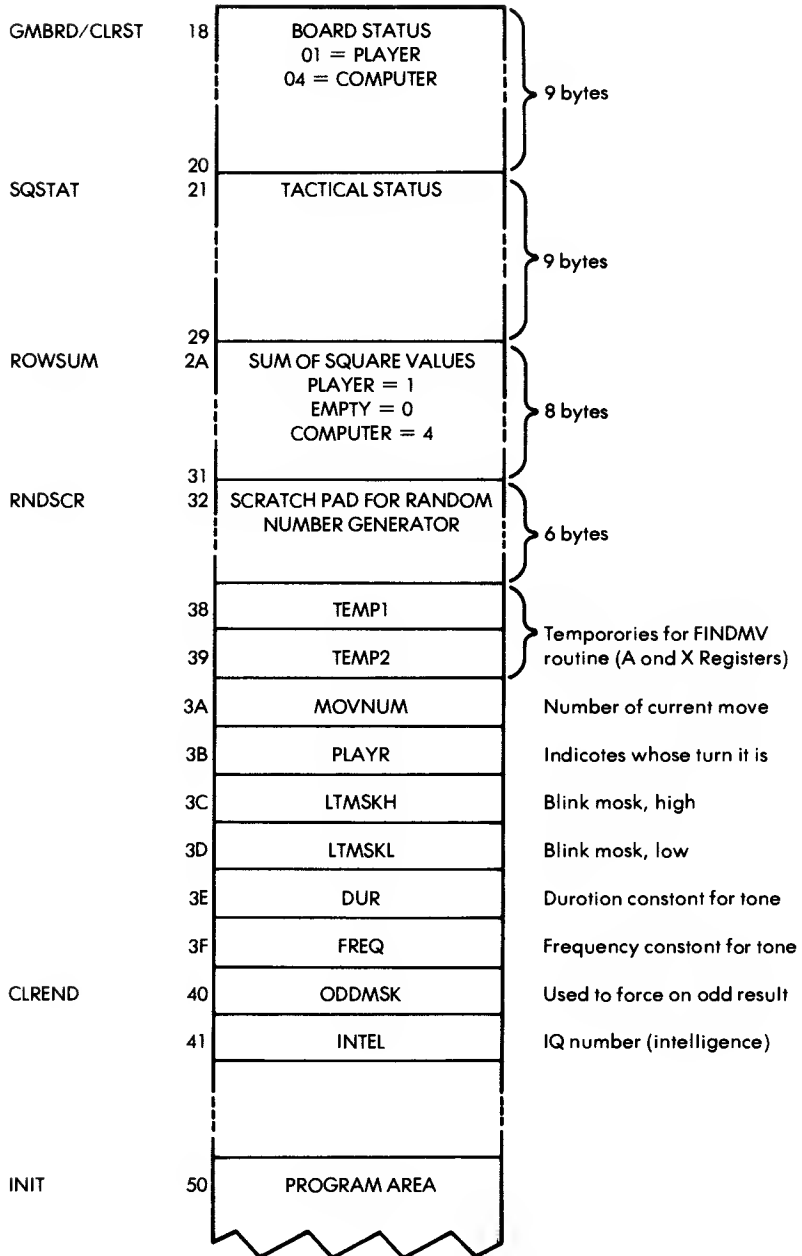 GMBRD/CLRST 18 BOARD STATUS
01 = PLAYER
04 = COMPUTER
9 bytes
20
SQSTAT 21 TACTICAL STATUS
9 bytes
29
ROWSUM 2A SUM OF SQUARE VALUES
PLAYER = 1
EMPTY = 0
8 bytes
COMPUTER = 4
31
RNDSCR 32 SCRATCH PAD FOR RANDOM
NUMBER GENERATOR
6 bytes
38 TEMP1
Temporories for FINDMV
39 TEMP2 routine (A ond X Registers)
3A MOVNUM Number of current move
3B PLAYR Indicotes whose turn it is
3C LTMSKH Blink mosk, high
3D LTMSKL Blink mosk, low
3E DUR Durotion constont for tone
3F FREQ Frequency constont for tone
CLREND 40 ODDMSK Used to force on odd result
41 INTEL IQ number (intelligence)
INIT 50 PROGRAM AREA